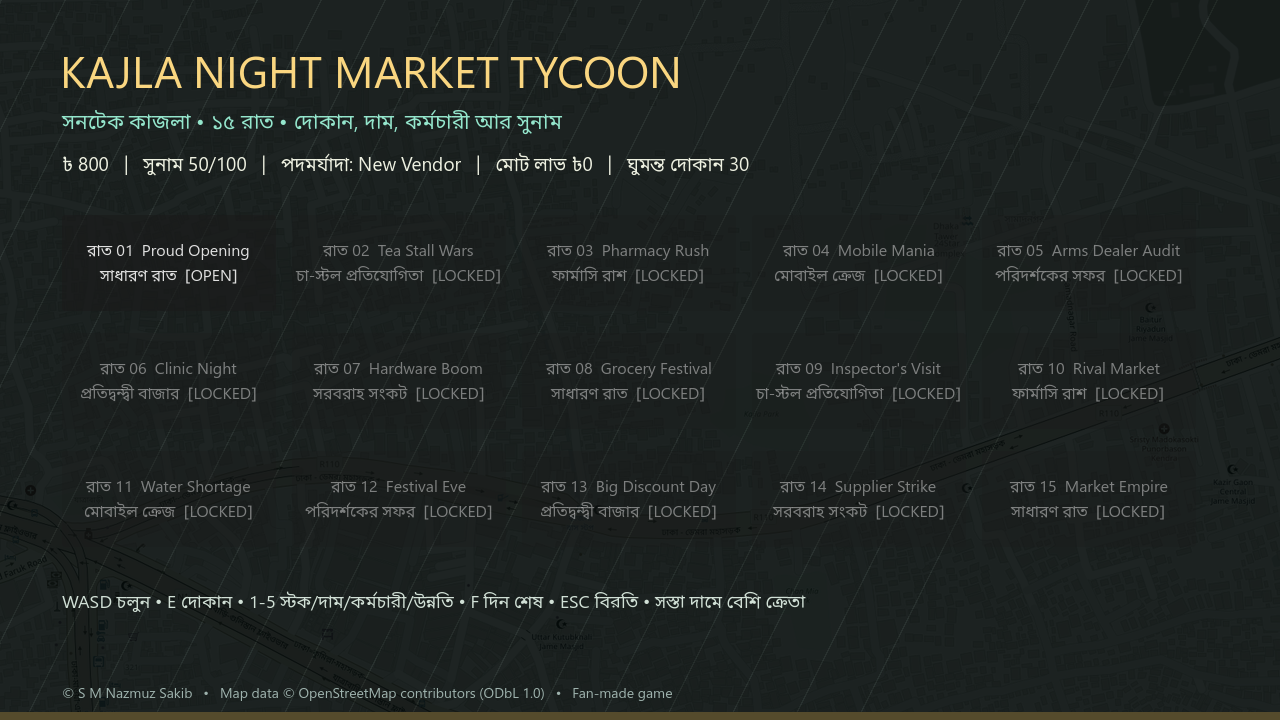 KAJLA NIGHT MARKET TYCOON
সনটেক কাজলা • ১৫ রাত • দোকান, দাম, কর্মচারী আর সুনাম
৳ 800 | সুনাম 50/100 | পদমর্যাদা: New Vendor | মোট লাভ ৳0 | ঘুমন্ত দোকান 30
রাত 01 Proud Opening
সাধারণ রাত [OPEN]
রাত 02 Tea Stall Wars
চা-স্টল প্রতিযোগিতা [LOCKED]
রাত 03 Pharmacy Rush
ফার্মাসি রাশ [LOCKED]
রাত 04 Mobile Mania
মোবাইল ক্রেজ [LOCKED]
রাত 05 Arms Dealer Audit
পরিদর্শকের সফর [LOCKED]
রাত 06 Clinic Night
প্রতিদ্বন্দ্বী বাজার [LOCKED]
রাত 07 Hardware Boom
সরবরাহ সংকট [LOCKED]
রাত 08 Grocery Festival
সাধারণ রাত [LOCKED]
রাত 09 Inspector's Visit
চা-স্টল প্রতিযোগিতা [LOCKED]
রাত 10 Rival Market
ফার্মাসি রাশ [LOCKED]
রাত 11 Water Shortage
মোবাইল ক্রেজ [LOCKED]
রাত 12 Festival Eve
পরিদর্শকের সফর [LOCKED]
রাত 13 Big Discount Day
প্রতিদ্বন্দ্বী বাজার [LOCKED]
রাত 14 Supplier Strike
সরবরাহ সংকট [LOCKED]
রাত 15 Market Empire
সাধারণ রাত [LOCKED]
WASD চলুন • E দোকান • 1-5 স্টক/দাম/কর্মচারী/উন্নতি • F দিন শেষ • ESC বিরতি • সস্তা দামে বেশি ক্রেতা
© S M Nazmuz Sakib • Map data © OpenStreetMap contributors (ODbL 1.0) • Fan-made game